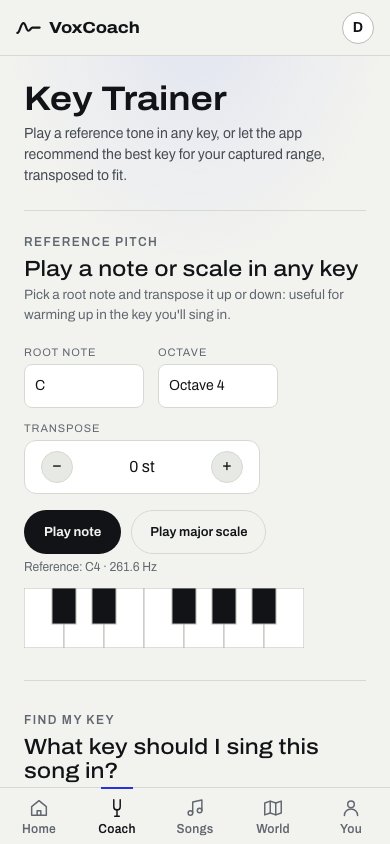 VoxCoach
D
Key Trainer
Play a reference tone in any key, or let the app
recommend the best key for your captured range,
transposed to fit.
REFERENCE PITCH
Play a note or scale in any key
Pick a root note and transpose it up or down: useful for
warming up in the key you'll sing in.
ROOT NOTE OCTAVE
C Octave 4
TRANSPOSE
− 0 st +
Play note Play major scale
Reference: C4 · 261.6 Hz
FIND MY KEY
What key should I sing this
song in?
Home Coach Songs World You